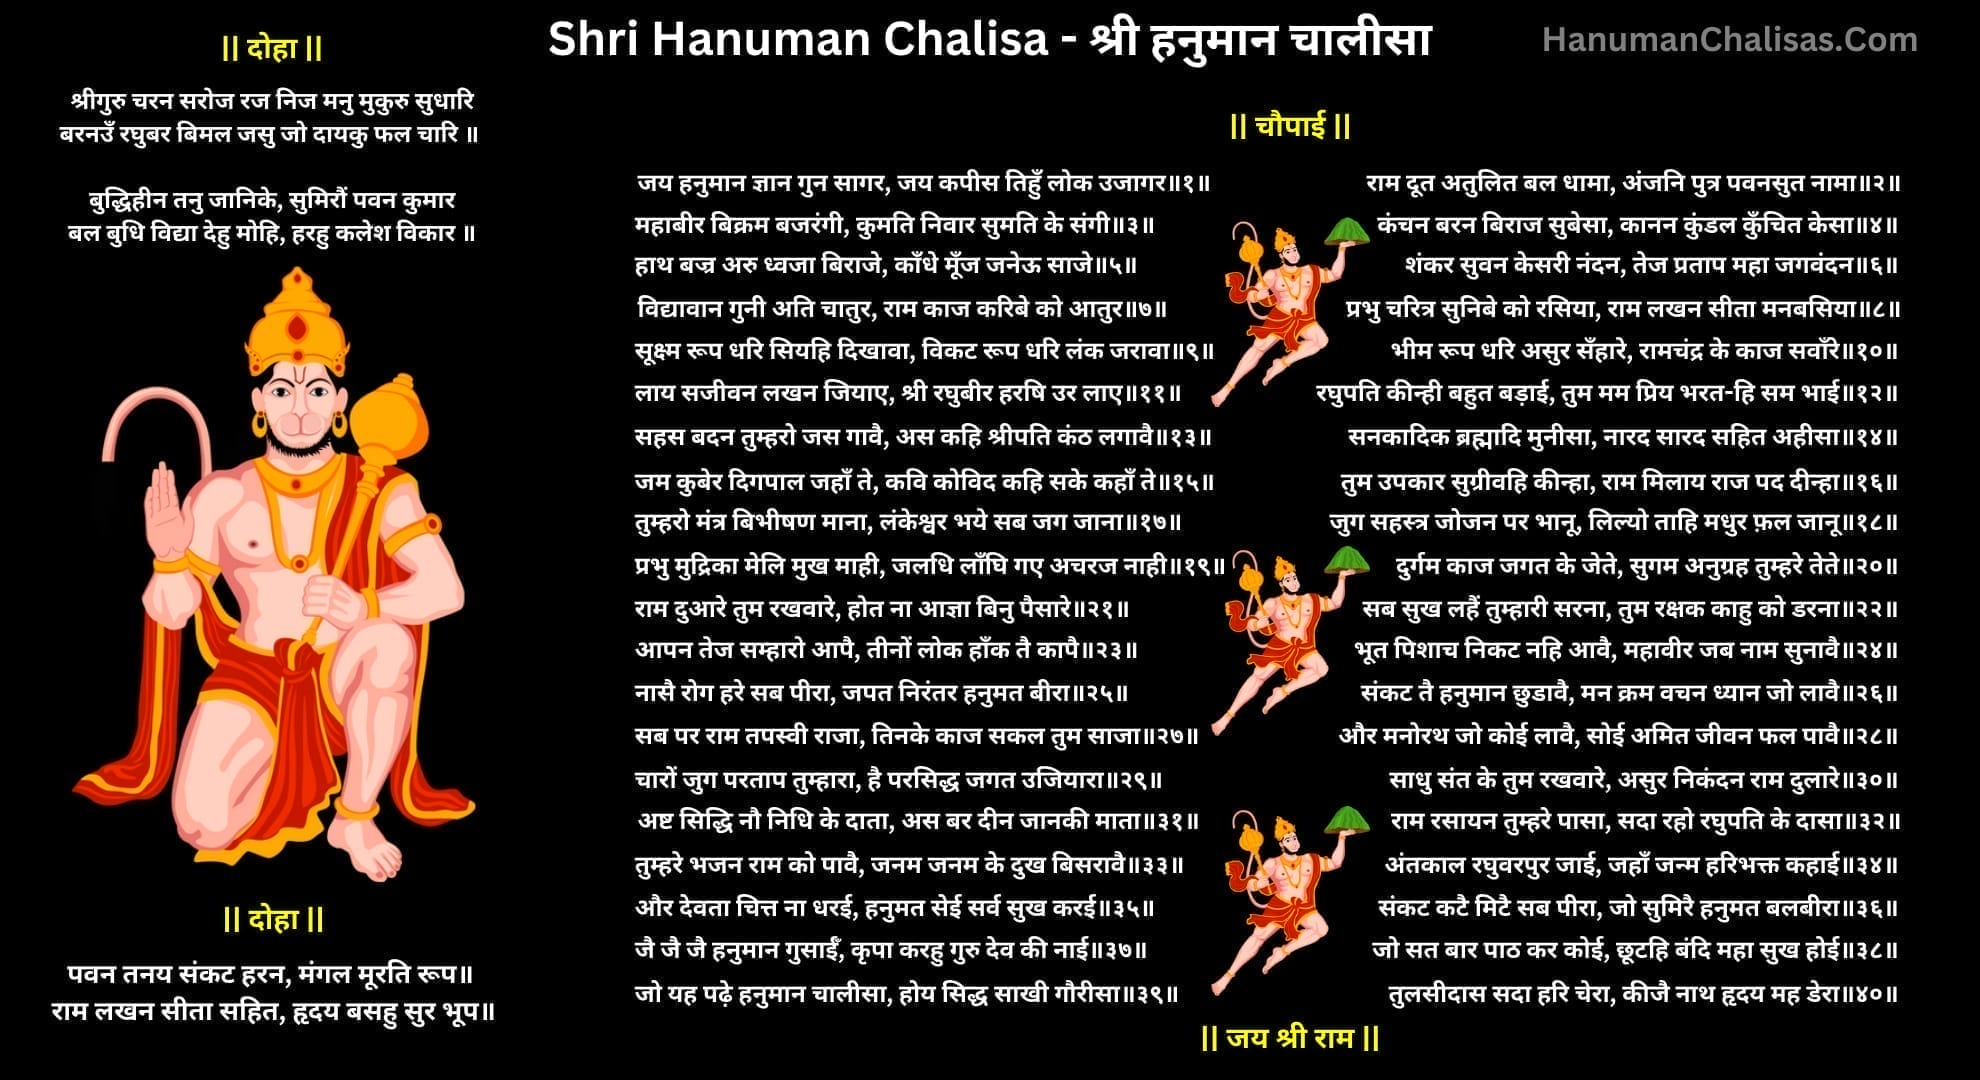 Shri Hanuman Chalisa - श्री हनुमान चालीसा
HanumanChalisas.Com
|| दोहा ||
श्रीगुरु चरन सरोज रज निज मनु मुकुरु सुधारि
बरनउँ रघुबर बिमल जसु जो दायकु फल चारि ॥
बुद्धिहीन तनु जानिके, सुमिरौं पवन कुमार
बल बुधि विद्या देहु मोहि, हरहु कलेश विकार ॥
|| चौपाई ||
जय हनुमान ज्ञान गुन सागर, जय कपीस तिहुँ लोक उजागर॥१॥
राम दूत अतुलित बल धामा, अंजनि पुत्र पवनसुत नामा॥२॥
महाबीर बिक्रम बजरंगी, कुमति निवार सुमति के संगी॥३॥
कंचन बरन बिराज सुबेसा, कानन कुंडल कुँचित केसा॥४॥
हाथ बज्र अरु ध्वजा बिराजे, काँधे मूँज जनेऊ साजे॥५॥
शंकर सुवन केसरी नंदन, तेज प्रताप महा जगवंदन॥६॥
विद्यावान गुनी अति चातुर, राम काज करिबे को आतुर॥७॥
प्रभु चरित्र सुनिबे को रसिया, राम लखन सीता मनबसिया॥८॥
सूक्ष्म रूप धरि सियहि दिखावा, विकट रूप धरि लंक जरावा॥९॥
भीम रूप धरि असुर सँहारे, रामचंद्र के काज सवाँरे॥१०॥
लाय सजीवन लखन जियाए, श्री रघुबीर हरषि उर लाए॥११॥
रघुपति कीन्ही बहुत बड़ाई, तुम मम प्रिय भरत-हि सम भाई॥१२॥
सहस बदन तुम्हरो जस गावै, अस कहि श्रीपति कंठ लगावै॥१३॥
सनकादिक ब्रह्मादि मुनीसा, नारद सारद सहित अहीसा॥१४॥
जम कुबेर दिगपाल जहाँ ते, कवि कोविद कहि सके कहाँ ते॥१५॥
तुम उपकार सुग्रीवहि कीन्हा, राम मिलाय राज पद दीन्हा॥१६॥
तुम्हरो मंत्र बिभीषण माना, लंकेश्वर भये सब जग जाना॥१७॥
जुग सहस्त्र जोजन पर भानू, लिल्यो ताहि मधुर फ़ल जानू॥१८॥
प्रभु मुद्रिका मेलि मुख माही, जलधि लाँघि गए अचरज नाही॥१९॥
दुर्गम काज जगत के जेते, सुगम अनुग्रह तुम्हरे तेते॥२०॥
राम दुआरे तुम रखवारे, होत ना आज्ञा बिनु पैसारे॥२१॥
सब सुख लहैं तुम्हारी सरना, तुम रक्षक काहु को डरना॥२२॥
आपन तेज सम्हारो आपै, तीनों लोक हाँक तै कापै॥२३॥
भूत पिशाच निकट नहि आवै, महावीर जब नाम सुनावै॥२४॥
नासै रोग हरे सब पीरा, जपत निरंतर हनुमत बीरा॥२५॥
संकट तै हनुमान छुडावै, मन क्रम वचन ध्यान जो लावै॥२६॥
सब पर राम तपस्वी राजा, तिनके काज सकल तुम साजा॥२७॥
और मनोरथ जो कोई लावै, सोई अमित जीवन फल पावै॥२८॥
चारों जुग परताप तुम्हारा, है परसिद्ध जगत उजियारा॥२९॥
साधु संत के तुम रखवारे, असुर निकंदन राम दुलारे॥३०॥
अष्ट सिद्धि नौ निधि के दाता, अस बर दीन जानकी माता॥३१॥
राम रसायन तुम्हरे पासा, सदा रहो रघुपति के दासा॥३२॥
तुम्हरे भजन राम को पावै, जनम जनम के दुख बिसरावै॥३३॥
अंतकाल रघुवरपुर जाई, जहाँ जन्म हरिभक्त कहाई॥३४॥
और देवता चित्त ना धरई, हनुमत सेई सर्व सुख करई॥३५॥
संकट कटै मिटै सब पीरा, जो सुमिरै हनुमत बलबीरा॥३६॥
जै जै जै हनुमान गुसाईँ, कृपा करहु गुरु देव की नाई॥३७॥
जो सत बार पाठ कर कोई, छूटहि बंदि महा सुख होई॥३८॥
जो यह पढ़े हनुमान चालीसा, होय सिद्ध साखी गौरीसा॥३९॥
तुलसीदास सदा हरि चेरा, कीजै नाथ हृदय मह डेरा॥४०॥
|| दोहा ||
पवन तनय संकट हरन, मंगल मूरति रूप॥
राम लखन सीता सहित, हृदय बसहु सुर भूप॥
|| जय श्री राम ||